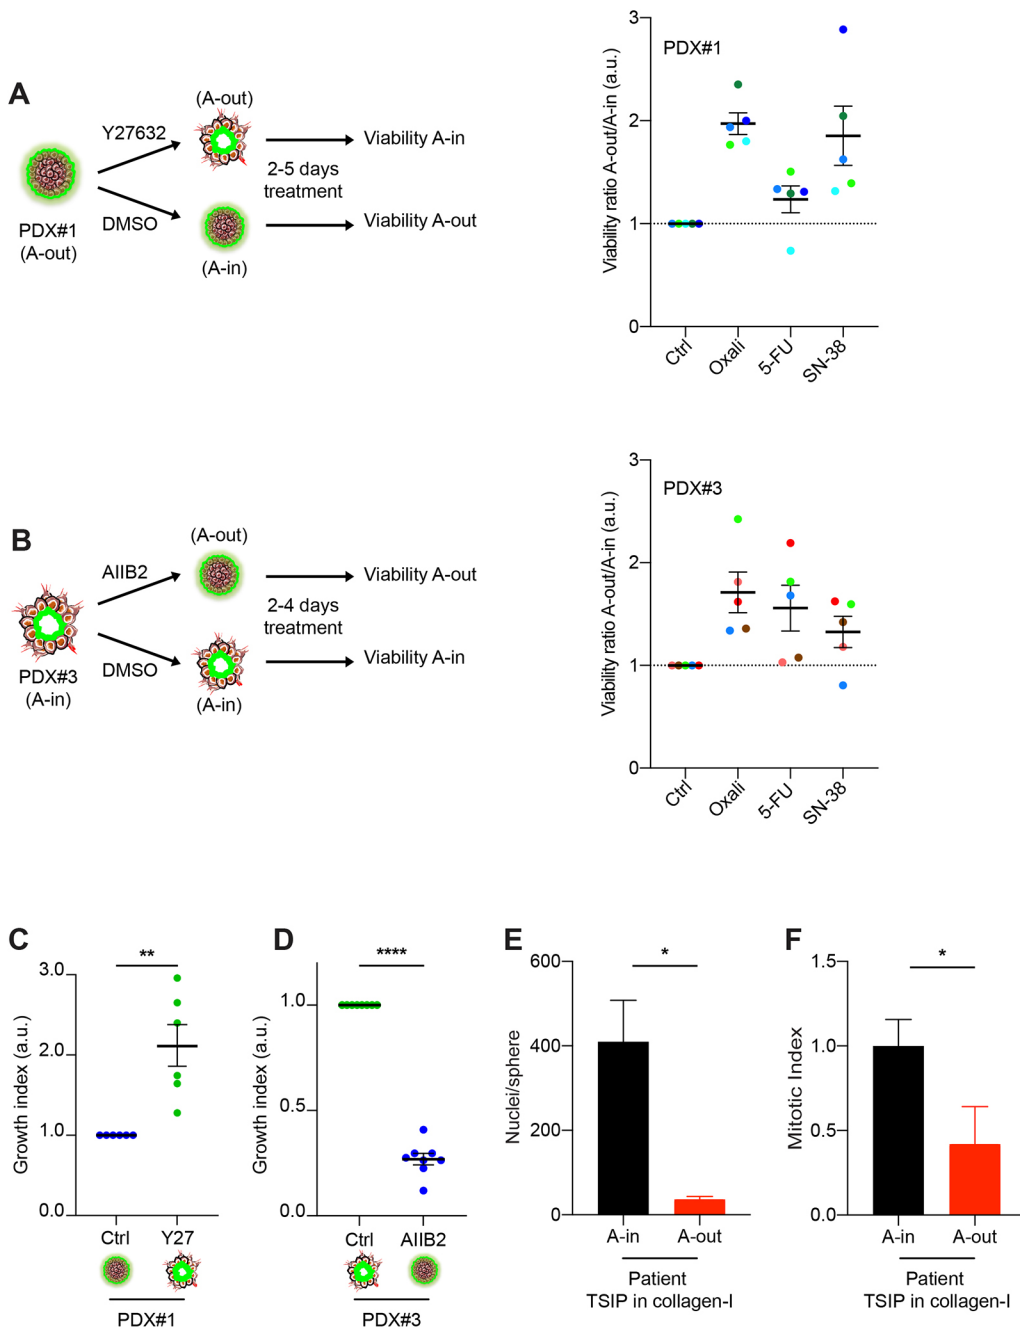 A
PDX#1
(A-out)
Y27632
DMSO
(A-out)
(A-in)
2-5 days
treatment
Viability A-in
Viability A-out
PDX#1
Viability ratio A-out/A-in (a.u.)
3
2
1
0
Ctrl
Oxali
5-FU
SN-38
B
PDX#3
(A-in)
AIIB2
DMSO
(A-out)
(A-in)
2-4 days
treatment
Viability A-out
Viability A-in
PDX#3
Viability ratio A-out/A-in (a.u.)
3
2
1
0
Ctrl
Oxali
5-FU
SN-38
C
**
Growth index (a.u.)
3.0
2.0
1.0
0.0
Ctrl
Y27
PDX#1
D
****
Growth index (a.u.)
1.0
0.5
0.0
Ctrl
AIIB2
PDX#3
E
*
Nuclei/sphere
600
400
200
0
A-in
A-out
Patient
TSIP in collagen-I
F
*
Mitotic Index
1.5
1.0
0.5
0.0
A-in
A-out
Patient
TSIP in collagen-I